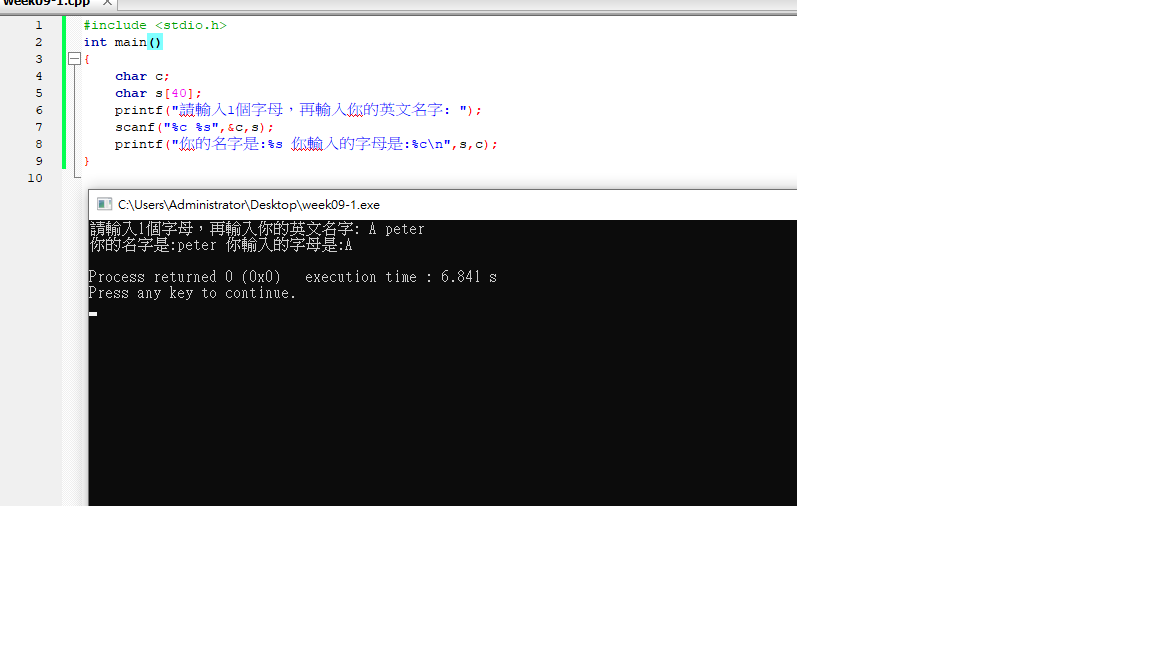 week09-1.cpp ×
1 #include <stdio.h>
2 int main()
3 {
4 char c;
5 char s[40];
6 printf("請輸入1個字母，再輸入你的英文名字: ");
7 scanf("%c %s",&c,s);
8 printf("你的名字是:%s 你輸入的字母是:%c\n",s,c);
9 }
10
C:\Users\Administrator\Desktop\week09-1.exe
請輸入1個字母，再輸入你的英文名字: A peter
你的名字是:peter 你輸入的字母是:A
Process returned 0 (0x0)   execution time : 6.841 s
Press any key to continue.